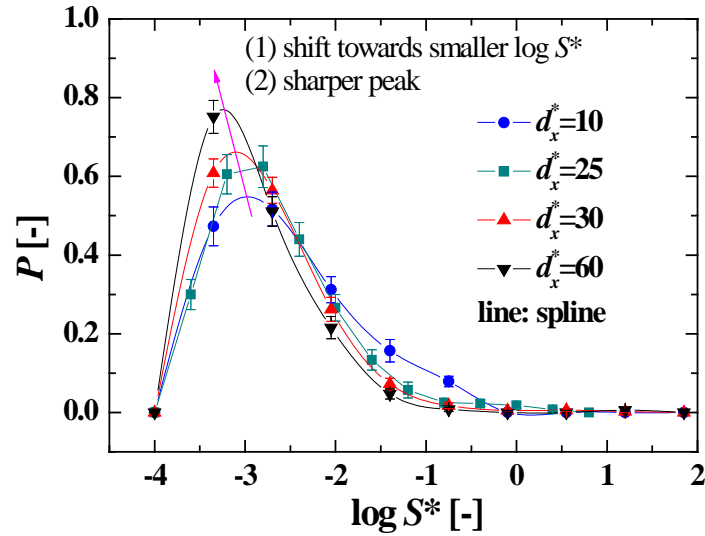 (1) shift towards smaller log S*
(2) sharper peak
d*x=10
d*x=25
d*x=30
d*x=60
line: spline
1.0
0.8
0.6
0.4
0.2
0.0
P [-]
-4 -3 -2 -1 0 1 2
log S* [-]